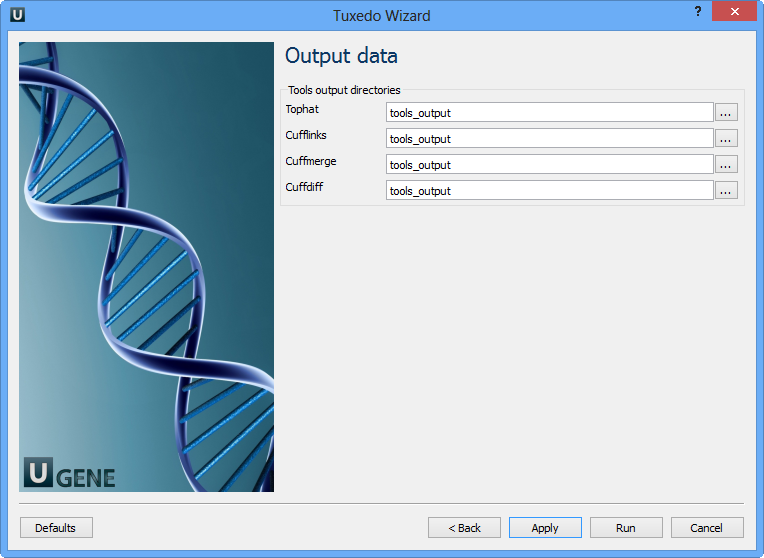 U
Tuxedo Wizard
?
Output data
Tools output directories
Tophat
tools_output
...
Cufflinks
tools_output
...
Cuffmerge
tools_output
...
Cuffdiff
tools_output
...
U GENE
Defaults
< Back
Apply
Run
Cancel